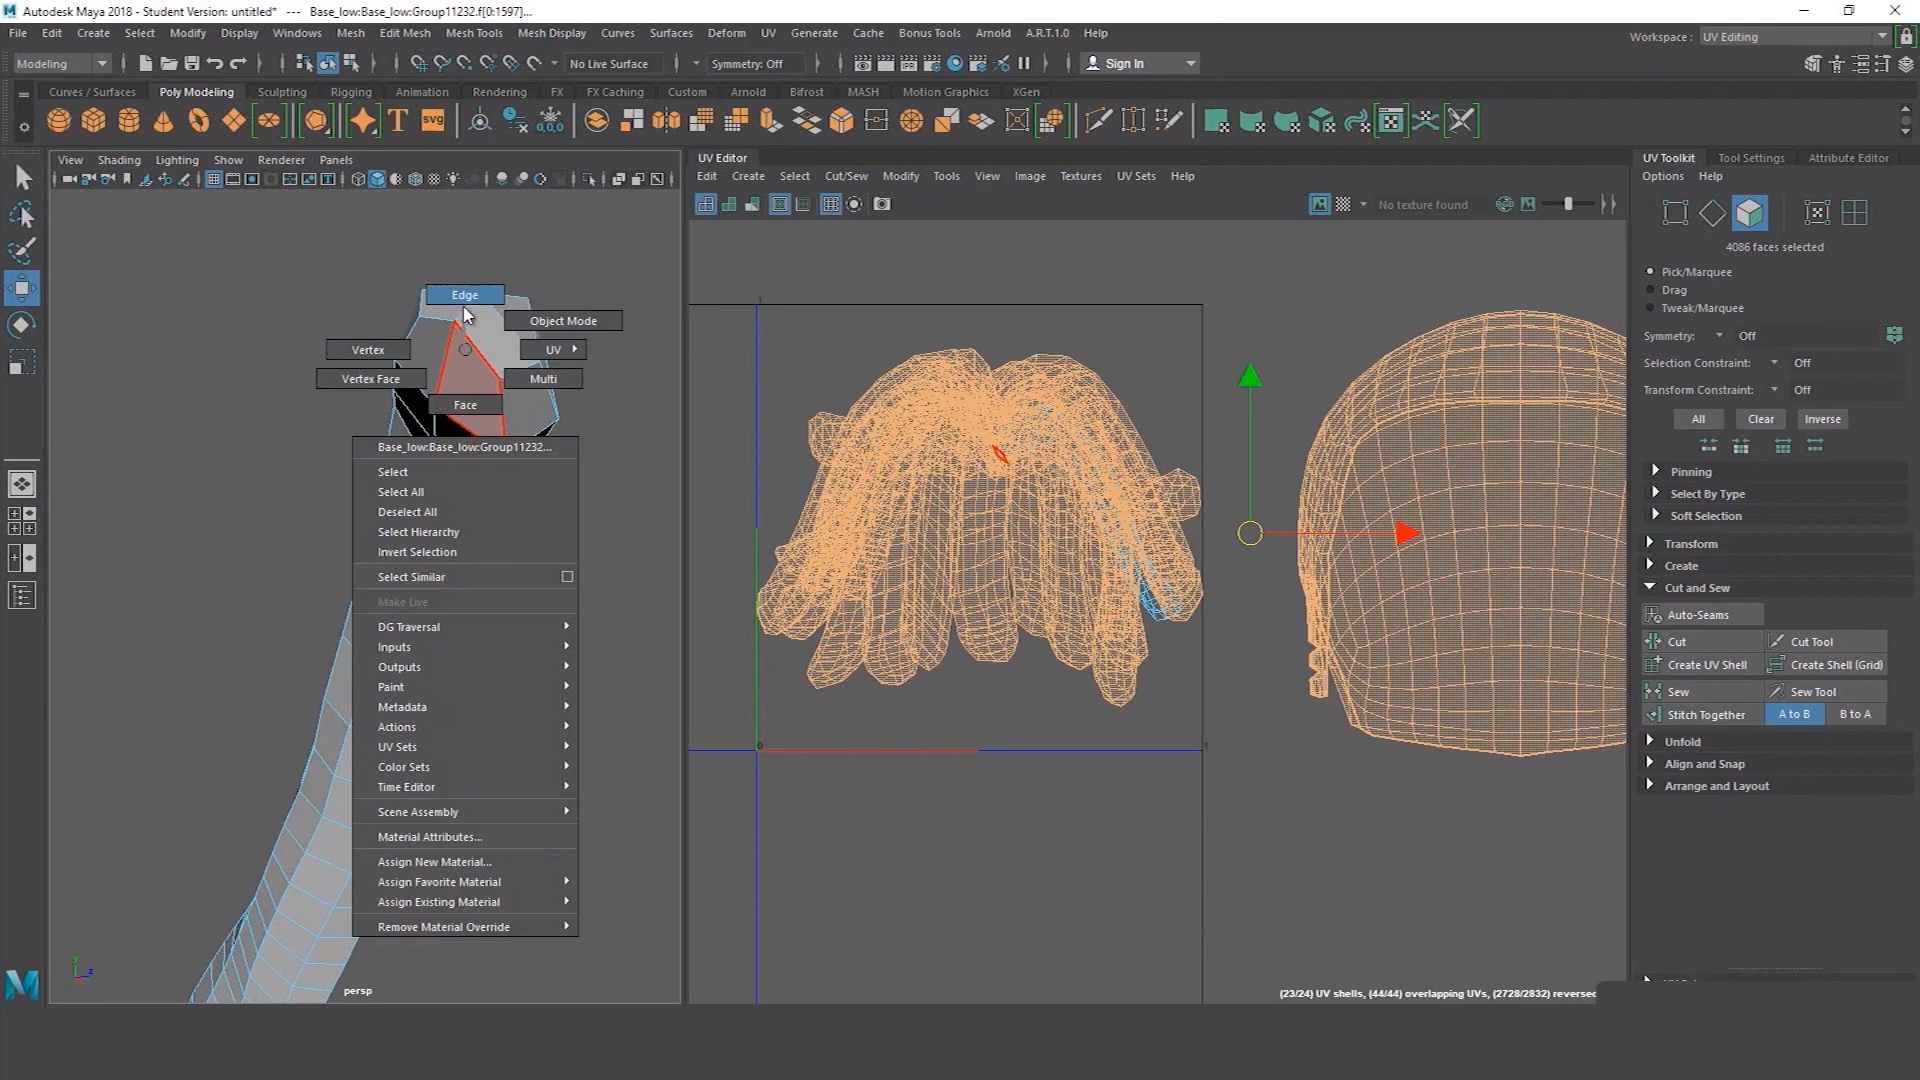 Autodesk Maya 2018 - Student Version: untitled*   ---   Base_low:Base_low:Group11232.f[0:1597]...
File Edit Create Select Modify Display Windows Mesh Edit Mesh Mesh Tools Mesh Display Curves Surfaces Deform UV Generate Cache Bonus Tools Arnold A.R.T.1.0 Help
Workspace : UV Editing
Modeling No Live Surface Symmetry: Off Sign In
Curves / Surfaces Poly Modeling Sculpting Rigging Animation Rendering FX FX Caching Custom Arnold Bifrost MASH Motion Graphics XGen
T svg 0,0,0
View Shading Lighting Show Renderer Panels
UV Editor
Edit Create Select Cut/Sew Modify Tools View Image Textures UV Sets Help
No texture found
UV Toolkit Tool Settings Attribute Editor
Options Help
4086 faces selected
Pick/Marquee
Drag
Tweak/Marquee
Symmetry: Off
Selection Constraint: Off
Transform Constraint: Off
All Clear Inverse
Pinning
Select By Type
Soft Selection
Transform
Create
Cut and Sew
Auto-Seams
Cut Cut Tool
Create UV Shell Create Shell (Grid)
Sew Sew Tool
Stitch Together A to B B to A
Unfold
Align and Snap
Arrange and Layout
Edge
Object Mode
Vertex UV
Vertex Face Multi
Face
Base_low:Base_low:Group11232...
Select
Select All
Deselect All
Select Hierarchy
Invert Selection
Select Similar
Make Live
DG Traversal
Inputs
Outputs
Paint
Metadata
Actions
UV Sets
Color Sets
Time Editor
Scene Assembly
Material Attributes...
Assign New Material...
Assign Favorite Material
Assign Existing Material
Remove Material Override
y
z
persp
1
0
1
(23/24) UV shells, (44/44) overlapping UVs, (2728/2832) reversed